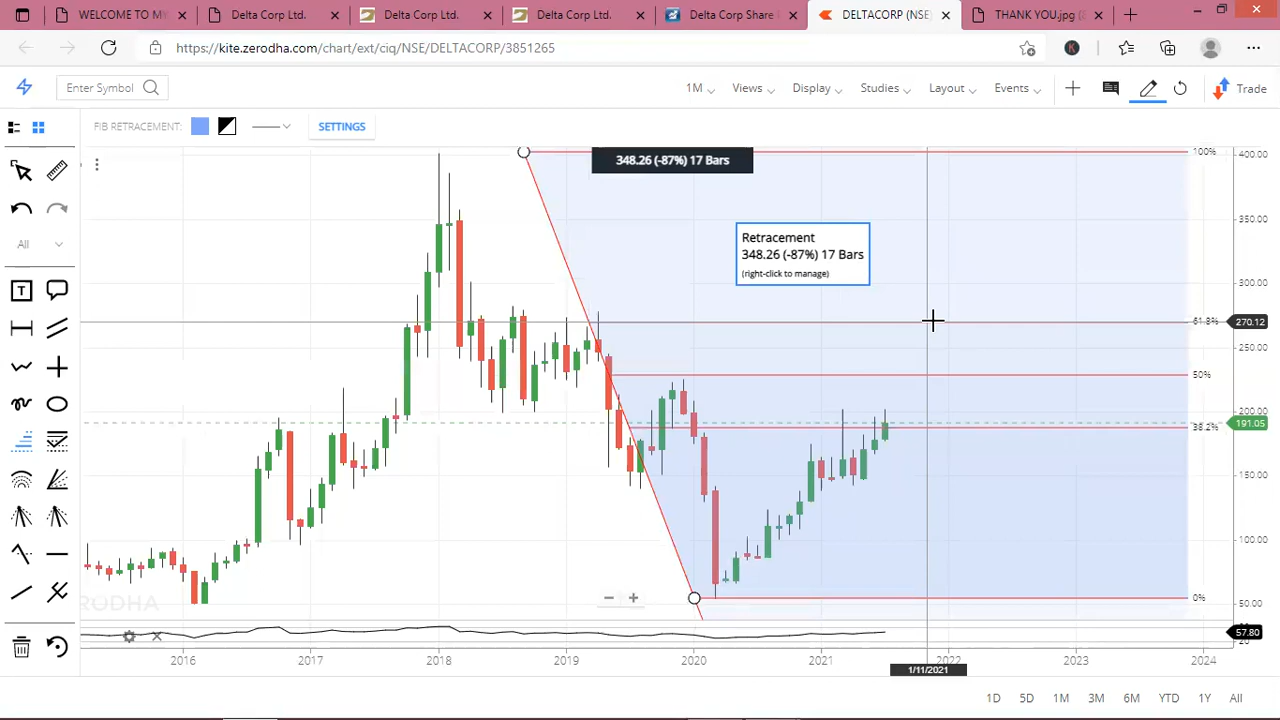 WELCOME TO MY
Delta Corp Ltd.
Delta Corp Ltd.
Delta Corp Ltd.
Delta Corp Share
DELTACORP (NSE
THANK YOU.jpg
https://kite.zerodha.com/chart/ext/ciq/NSE/DELTACORP/3851265
K
Enter Symbol
1M
Views
Display
Studies
Layout
Events
Trade
FIB RETRACEMENT:
SETTINGS
348.26 (-87%) 17 Bars
100%
400.00
350.00
Retracement
348.26 (-87%) 17 Bars
(right-click to manage)
All
300.00
61.8%
270.12
250.00
50%
200.00
38.2%
191.05
150.00
100.00
0%
50.00
ERODHA
57.80
20
2016
2017
2018
2019
2020
2021
2022
2023
2024
1/11/2021
1D
5D
1M
3M
6M
YTD
1Y
All